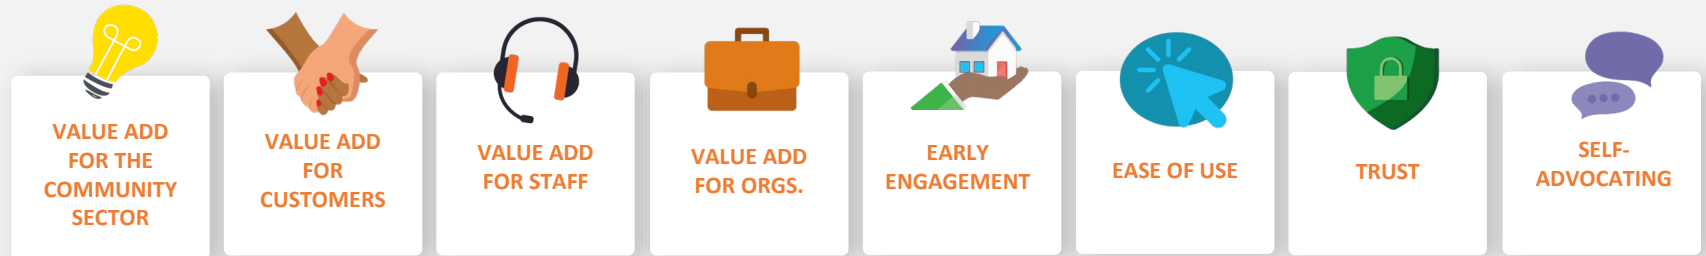 VALUE ADD
FOR THE
COMMUNITY
SECTOR
VALUE ADD
FOR
CUSTOMERS
VALUE ADD
FOR STAFF
VALUE ADD
FOR ORGS.
EARLY
ENGAGEMENT
EASE OF USE
TRUST
SELF-
ADVOCATING